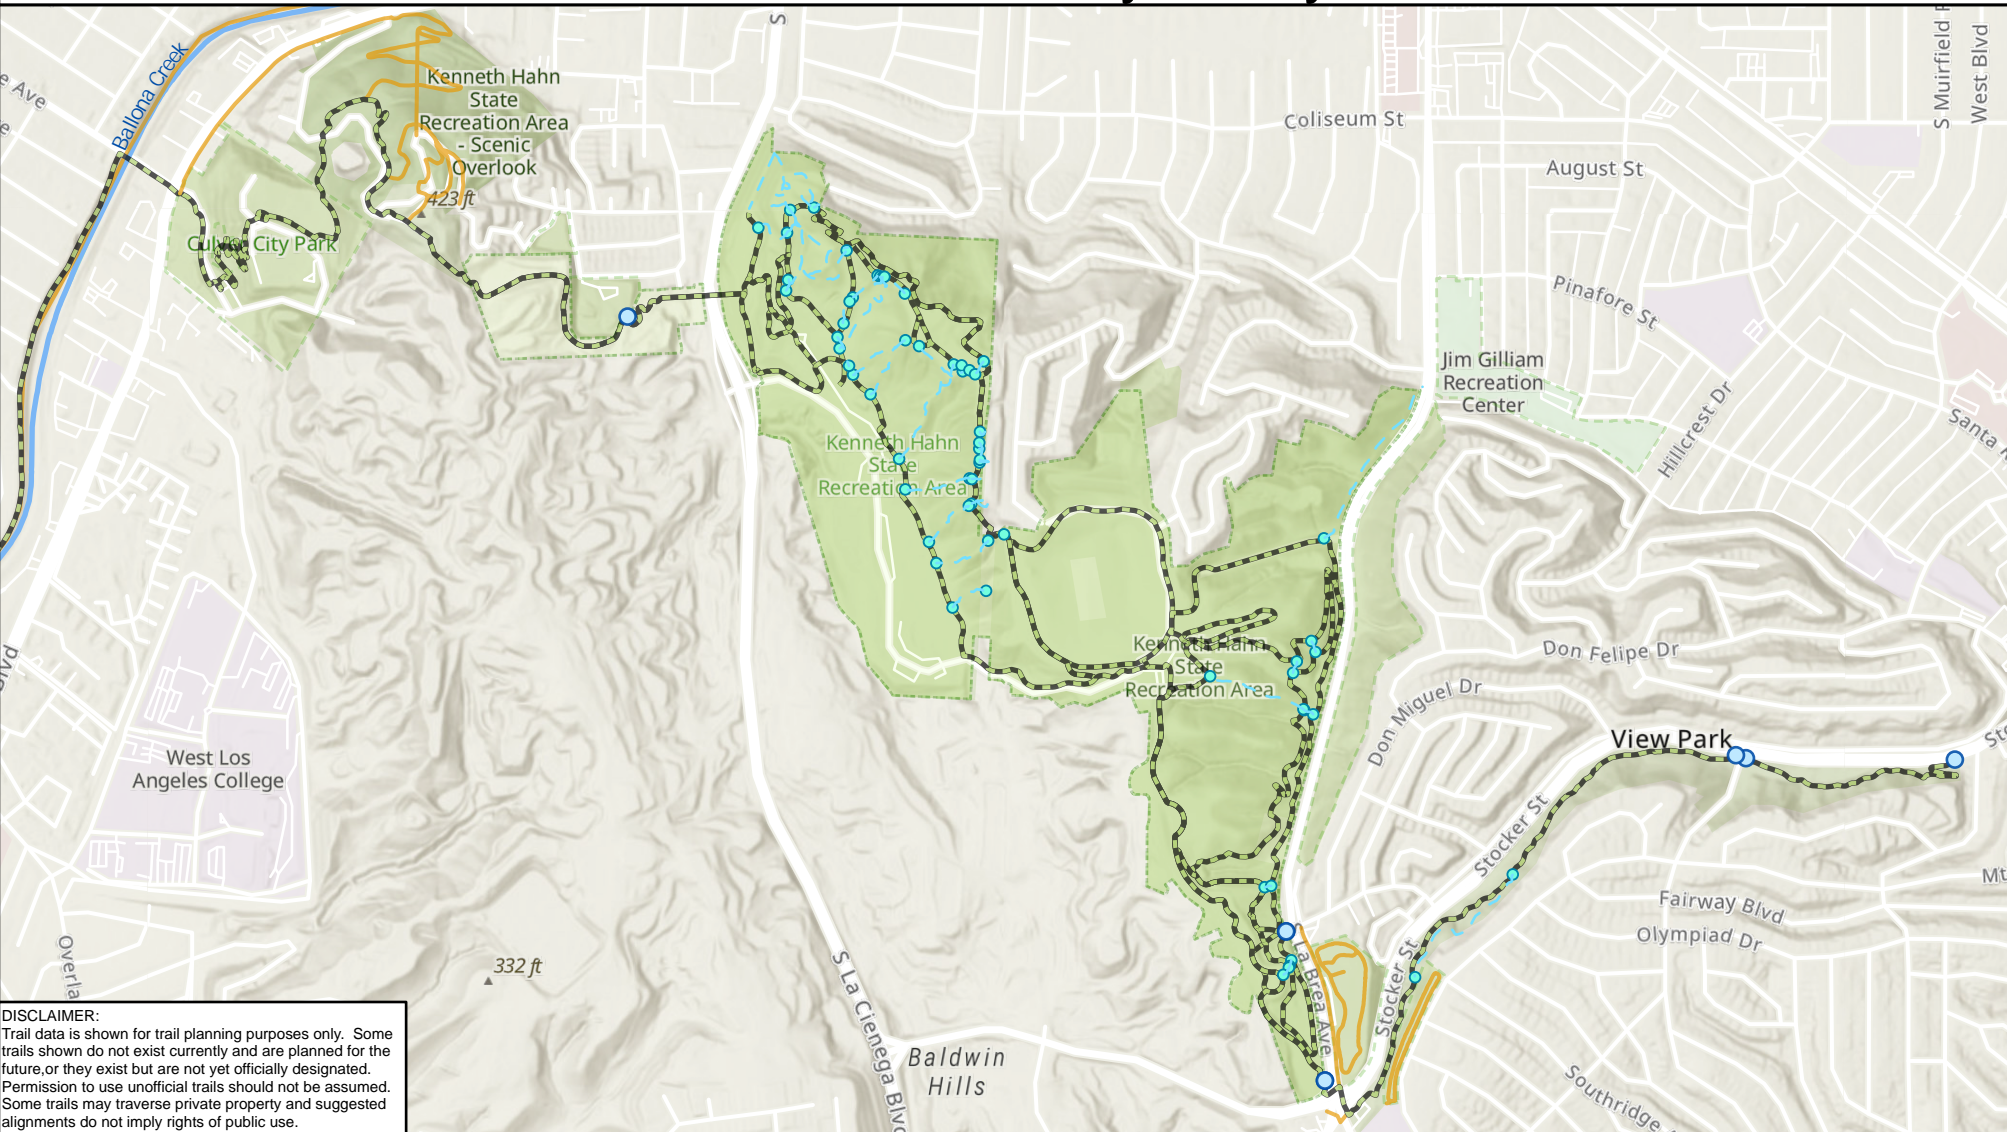 S
S Muirfield
West Blvd
Ballona Creek
Ave
Kenneth Hahn
State
Recreation Area
- Scenic
Overlook
423 ft
Coliseum St
August St
Culver City Park
Pinafore St
Jim Gilliam
Recreation
Center
Hillcrest Dr
Santa
Kenneth Hahn
State
Recreation Area
Kenneth Hahn
State
Recreation Area
Don Felipe Dr
Don Miguel Dr
View Park
West Los
Angeles College
Stocker St
Fairway Blvd
Olympiad Dr
Mt
Overla
332 ft
S La Cienega Blvd
La Brea Ave
Stocker St
Baldwin
Hills
Southridge
DISCLAIMER:
Trail data is shown for trail planning purposes only. Some
trails shown do not exist currently and are planned for the
future,or they exist but are not yet officially designated.
Permission to use unofficial trails should not be assumed.
Some trails may traverse private property and suggested
alignments do not imply rights of public use.